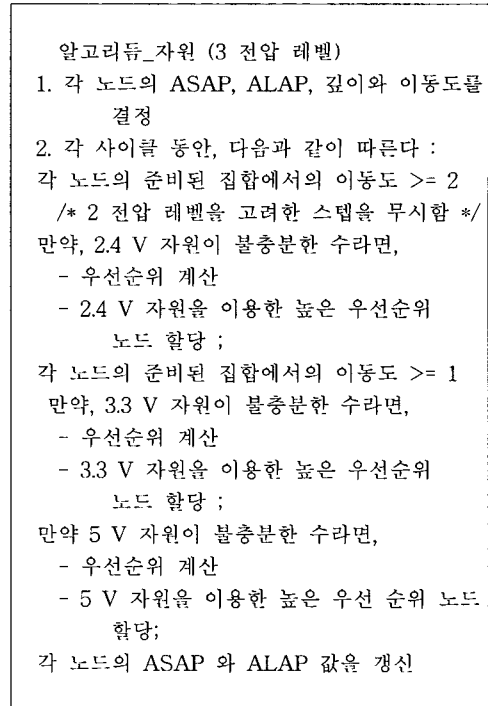 알고리듬_자원 (3 전압 레벨)
1. 각 노드의 ASAP, ALAP, 깊이와 이동도를
결정
2. 각 사이클 동안, 다음과 같이 따른다 :
각 노드의 준비된 집합에서의 이동도 >= 2
/* 2 전압 레벨을 고려한 스텝을 무시함 */
만약, 2.4 V 자원이 불충분한 수라면,
- 우선순위 계산
- 2.4 V 자원을 이용한 높은 우선순위
노드 할당 ;
각 노드의 준비된 집합에서의 이동도 >= 1
만약, 3.3 V 자원이 불충분한 수라면,
- 우선순위 계산
- 3.3 V 자원을 이용한 높은 우선순위
노드 할당 ;
만약 5 V 자원이 불충분한 수라면,
- 우선순위 계산
- 5 V 자원을 이용한 높은 우선 순위 노드
할당;
각 노드의 ASAP 와 ALAP 값을 갱신